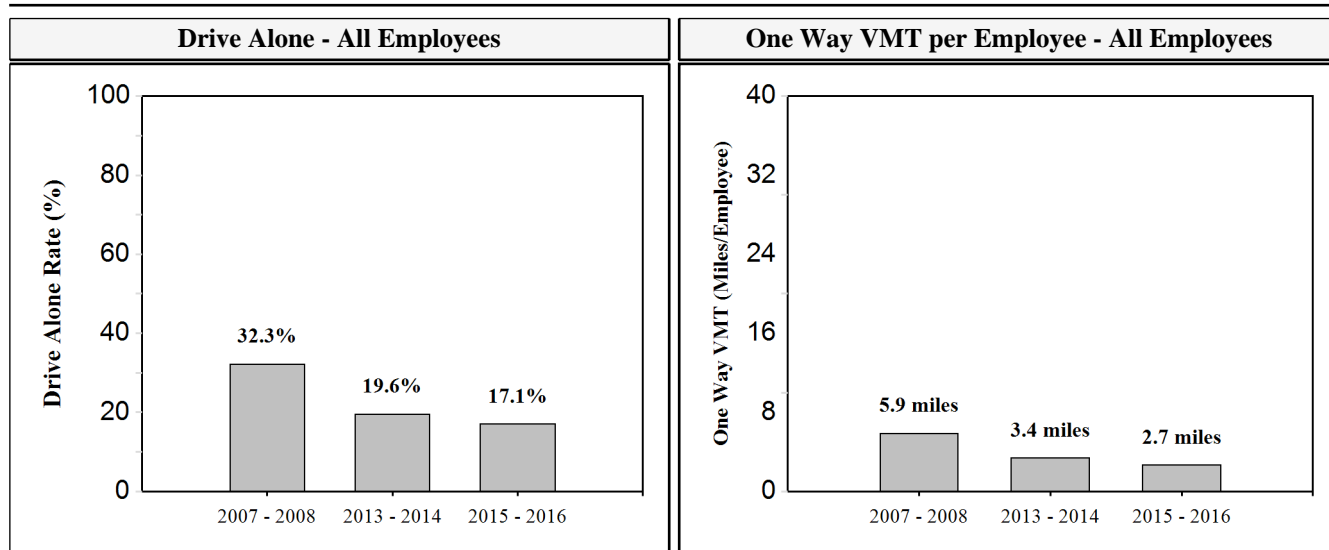 Drive Alone - All Employees
One Way VMT per Employee - All Employees
Drive Alone Rate (%)
100
80
60
40
20
0
32.3%
19.6%
17.1%
2007 - 2008
2013 - 2014
2015 - 2016
One Way VMT (Miles/Employee)
40
32
24
16
8
0
5.9 miles
3.4 miles
2.7 miles
2007 - 2008
2013 - 2014
2015 - 2016